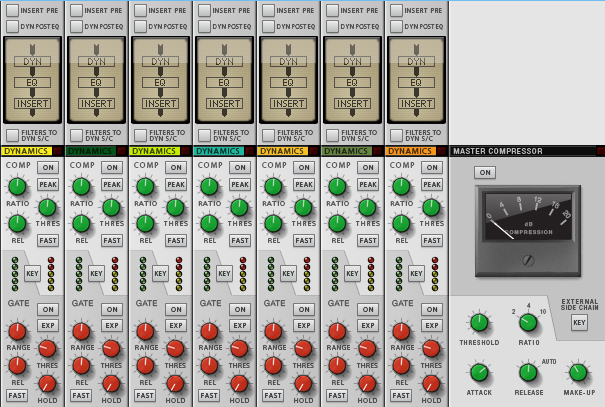 INSERT PRE INSERT PRE INSERT PRE INSERT PRE INSERT PRE INSERT PRE INSERT PRE
DYN POST EQ DYN POST EQ DYN POST EQ DYN POST EQ DYN POST EQ DYN POST EQ DYN POST EQ
DYN DYN DYN DYN DYN DYN DYN
EQ EQ EQ EQ EQ EQ EQ
INSERT INSERT INSERT INSERT INSERT INSERT INSERT
FILTERS TO FILTERS TO FILTERS TO FILTERS TO FILTERS TO FILTERS TO FILTERS TO
DYN S/C DYN S/C DYN S/C DYN S/C DYN S/C DYN S/C DYN S/C
DYNAMICS DYNAMICS DYNAMICS DYNAMICS DYNAMICS DYNAMICS DYNAMICS MASTER COMPRESSOR
COMP ON COMP ON COMP ON COMP ON COMP ON COMP ON COMP ON ON
PEAK PEAK PEAK PEAK PEAK PEAK PEAK
RATIO RATIO RATIO RATIO RATIO RATIO RATIO
THRES THRES THRES THRES THRES THRES THRES
REL FAST REL FAST REL FAST REL FAST REL FAST REL FAST REL FAST
0 4 8 12 16 20
dB
COMPRESSION
KEY KEY KEY KEY KEY KEY KEY
GATE ON GATE ON GATE ON GATE ON GATE ON GATE ON GATE ON
EXP EXP EXP EXP EXP EXP EXP
RANGE RANGE RANGE RANGE RANGE RANGE RANGE
THRES THRES THRES THRES THRES THRES THRES
REL REL REL REL REL REL REL
FAST HOLD FAST HOLD FAST HOLD FAST HOLD FAST HOLD FAST HOLD FAST HOLD
EXTERNAL
SIDE CHAIN
KEY
2 4 10
THRESHOLD RATIO
AUTO
ATTACK RELEASE MAKE-UP